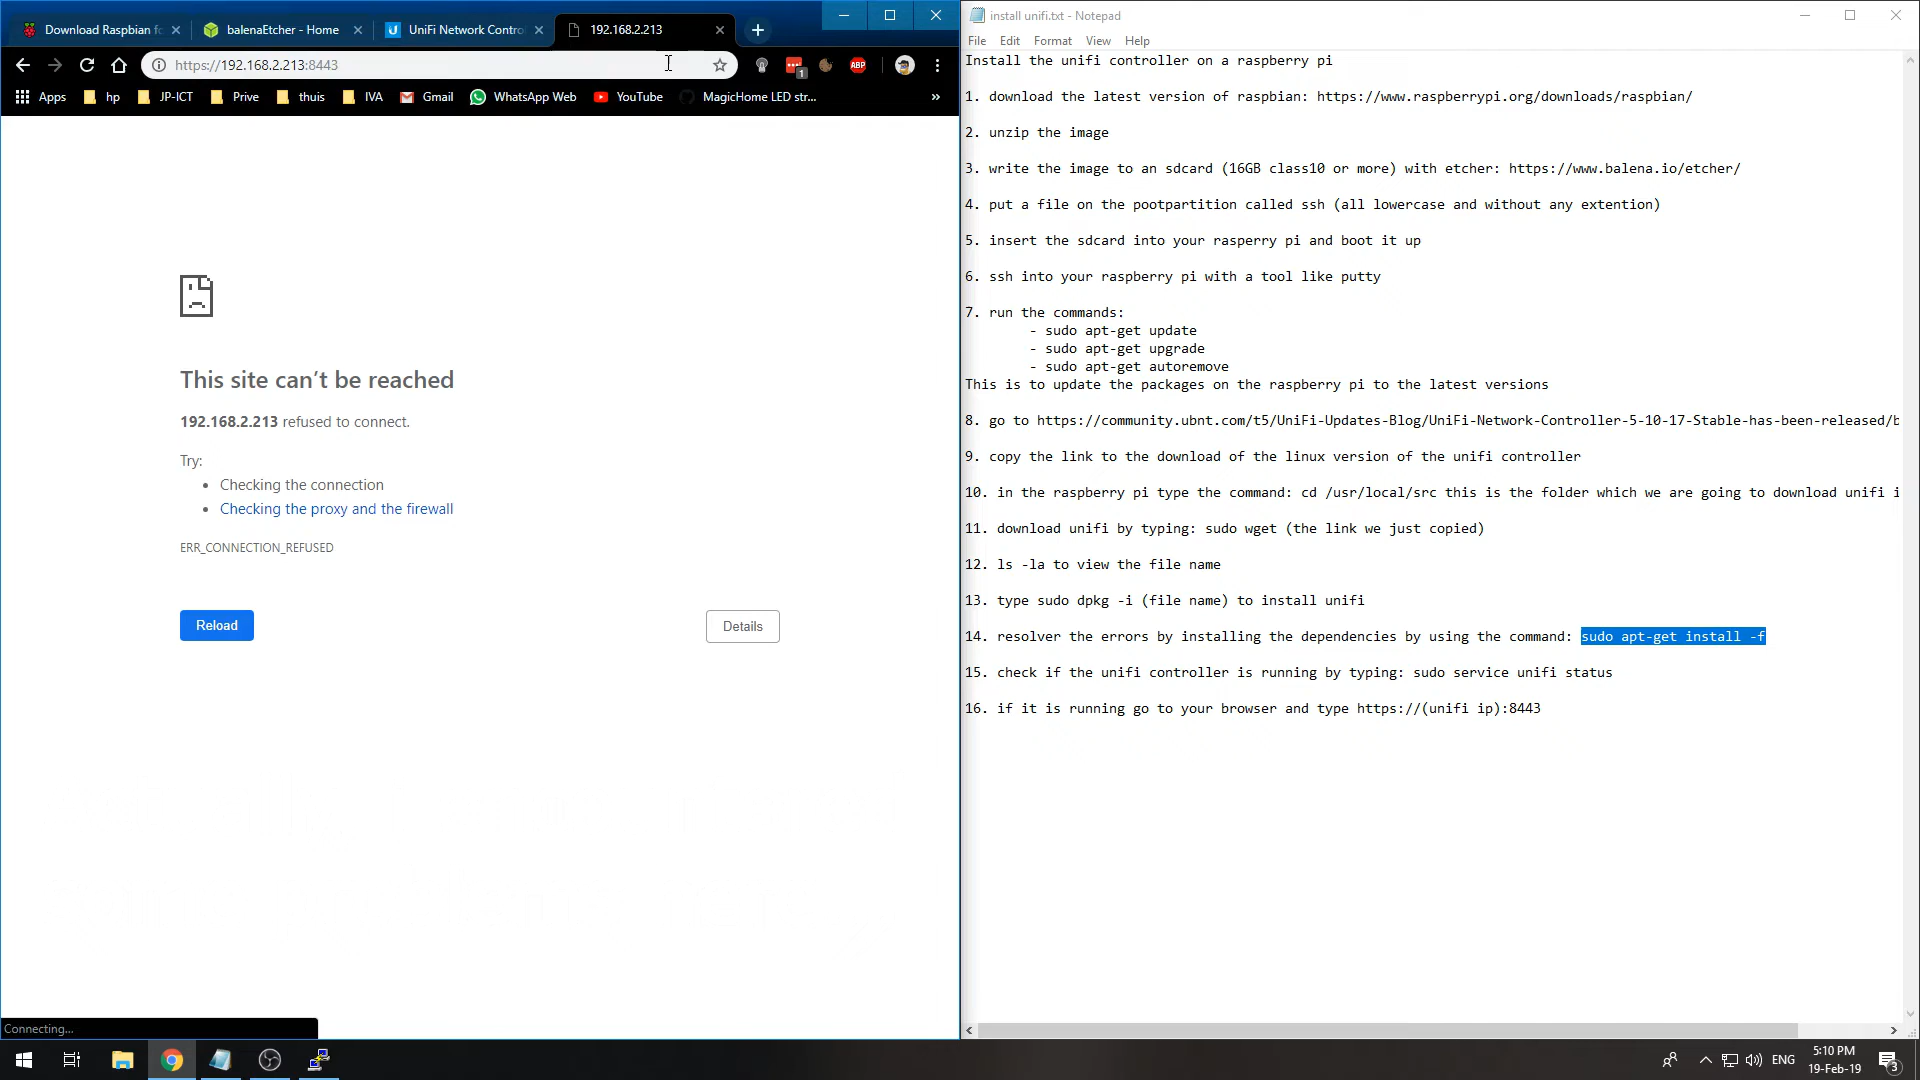 Download Raspbian fo
balenaEtcher - Home
UniFi Network Contro
192.168.2.213
https://192.168.2.213:8443
ABP
1
Apps
hp
JP-ICT
Prive
thuis
IVA
Gmail
WhatsApp Web
YouTube
MagicHome LED str...
»
This site can’t be reached
192.168.2.213 refused to connect.
Try:
• Checking the connection
• Checking the proxy and the firewall
ERR_CONNECTION_REFUSED
Reload
Details
Connecting...
install unifi.txt - Notepad
File Edit Format View Help
Install the unifi controller on a raspberry pi
1. download the latest version of raspbian: https://www.raspberrypi.org/downloads/raspbian/
2. unzip the image
3. write the image to an sdcard (16GB class10 or more) with etcher: https://www.balena.io/etcher/
4. put a file on the pootpartition called ssh (all lowercase and without any extention)
5. insert the sdcard into your rasperry pi and boot it up
6. ssh into your raspberry pi with a tool like putty
7. run the commands:
- sudo apt-get update
- sudo apt-get upgrade
- sudo apt-get autoremove
This is to update the packages on the raspberry pi to the latest versions
8. go to https://community.ubnt.com/t5/UniFi-Updates-Blog/UniFi-Network-Controller-5-10-17-Stable-has-been-released/b
9. copy the link to the download of the linux version of the unifi controller
10. in the raspberry pi type the command: cd /usr/local/src this is the folder which we are going to download unifi i
11. download unifi by typing: sudo wget (the link we just copied)
12. ls -la to view the file name
13. type sudo dpkg -i (file name) to install unifi
14. resolver the errors by installing the dependencies by using the command: sudo apt-get install -f
15. check if the unifi controller is running by typing: sudo service unifi status
16. if it is running go to your browser and type https://(unifi ip):8443
ENG
5:10 PM
19-Feb-19
3